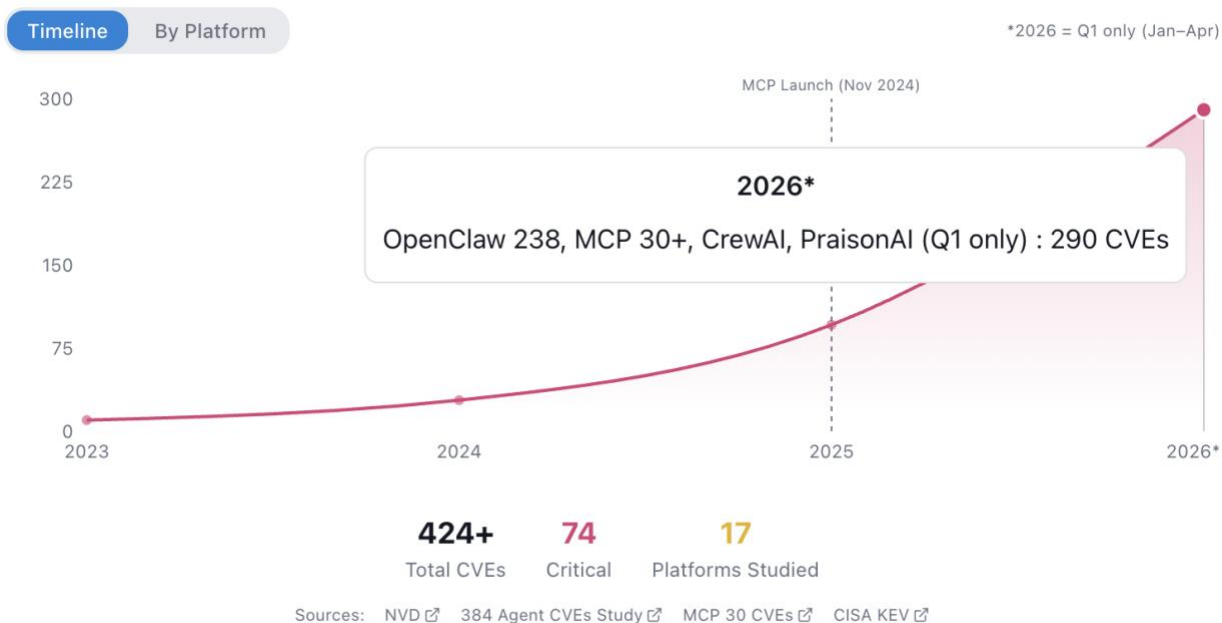 Timeline By Platform *2026 = Q1 only (Jan–Apr)
MCP Launch (Nov 2024)
300
2026*
225
OpenClaw 238, MCP 30+, CrewAI, PraisonAI (Q1 only) : 290 CVEs
150
75
0
2023 2024 2025 2026*
424+ 74 17
Total CVEs Critical Platforms Studied
Sources: NVD 384 Agent CVEs Study MCP 30 CVEs CISA KEV